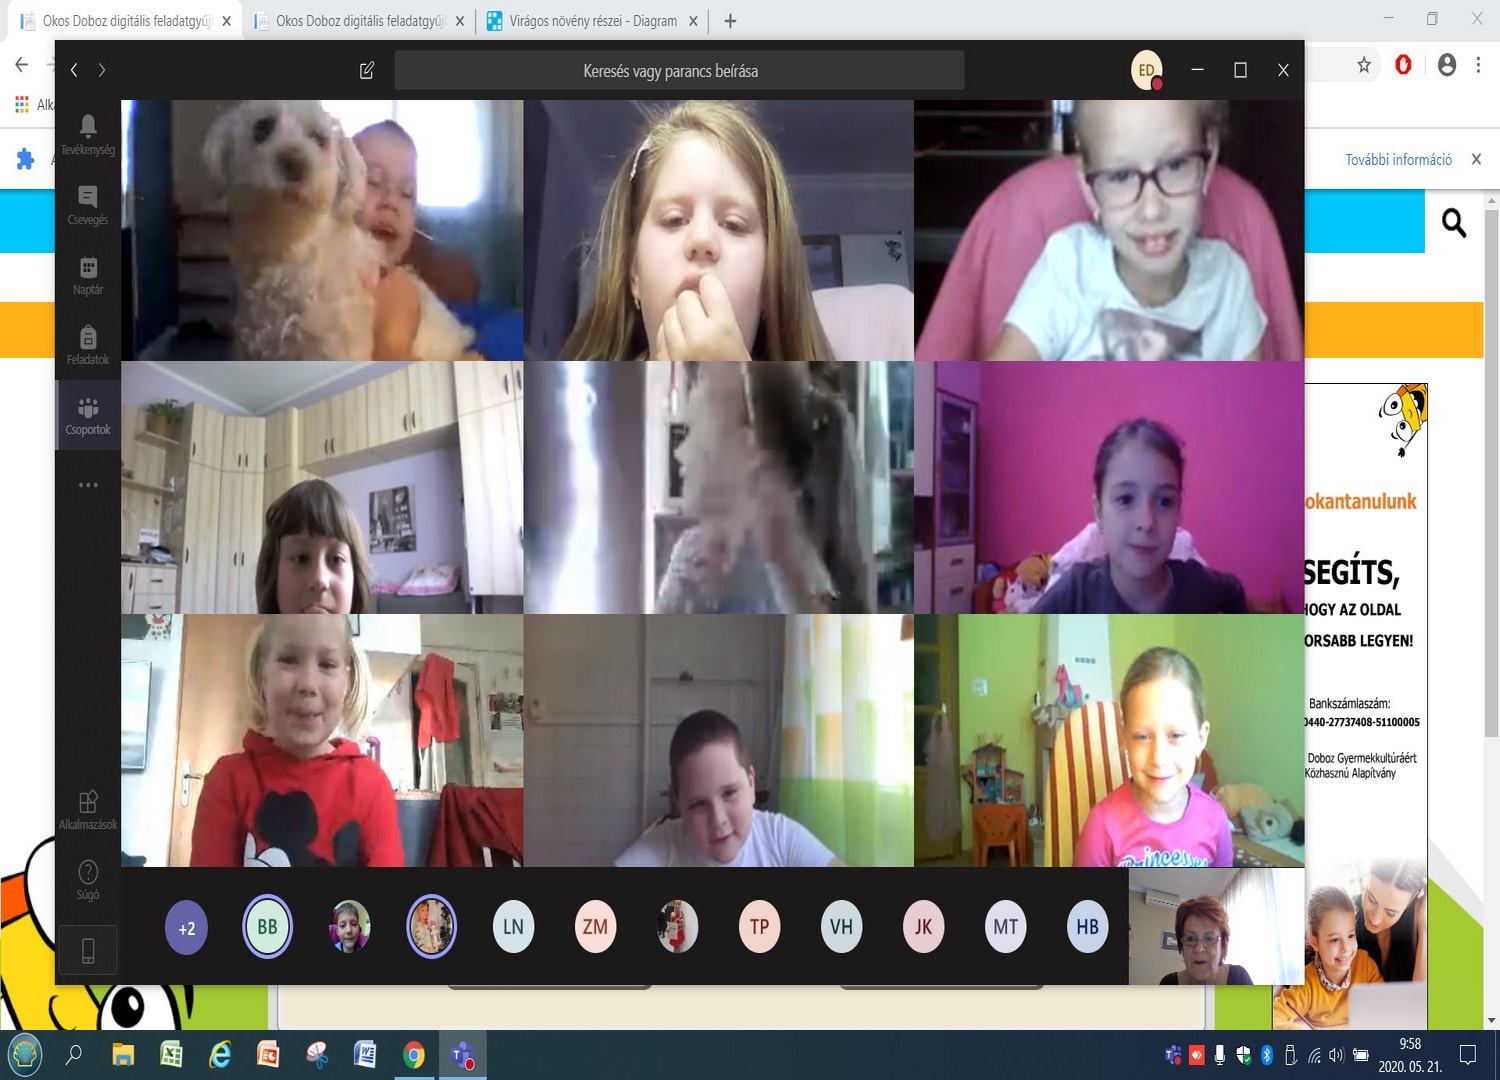 Okos Doboz digitális feladatgyűj
Okos Doboz digitális feladatgyűjt
Virágos növény részei - Diagram
Keresés vagy parancs beírása
ED
Alk
További információ
Tevékenység
Csevegés
Naptár
Feladatok
Csoportok
Alkalmazások
Súgó
okantanulunk
SEGÍTS,
HOGY AZ OLDAL
ORSABB LEGYEN!
Bankszámlaszám:
0440-27737408-51100005
Doboz Gyermekkultúráért
Közhasznú Alapítvány
+2
BB
LN
ZM
TP
VH
JK
MT
HB
9:58
2020. 05. 21.